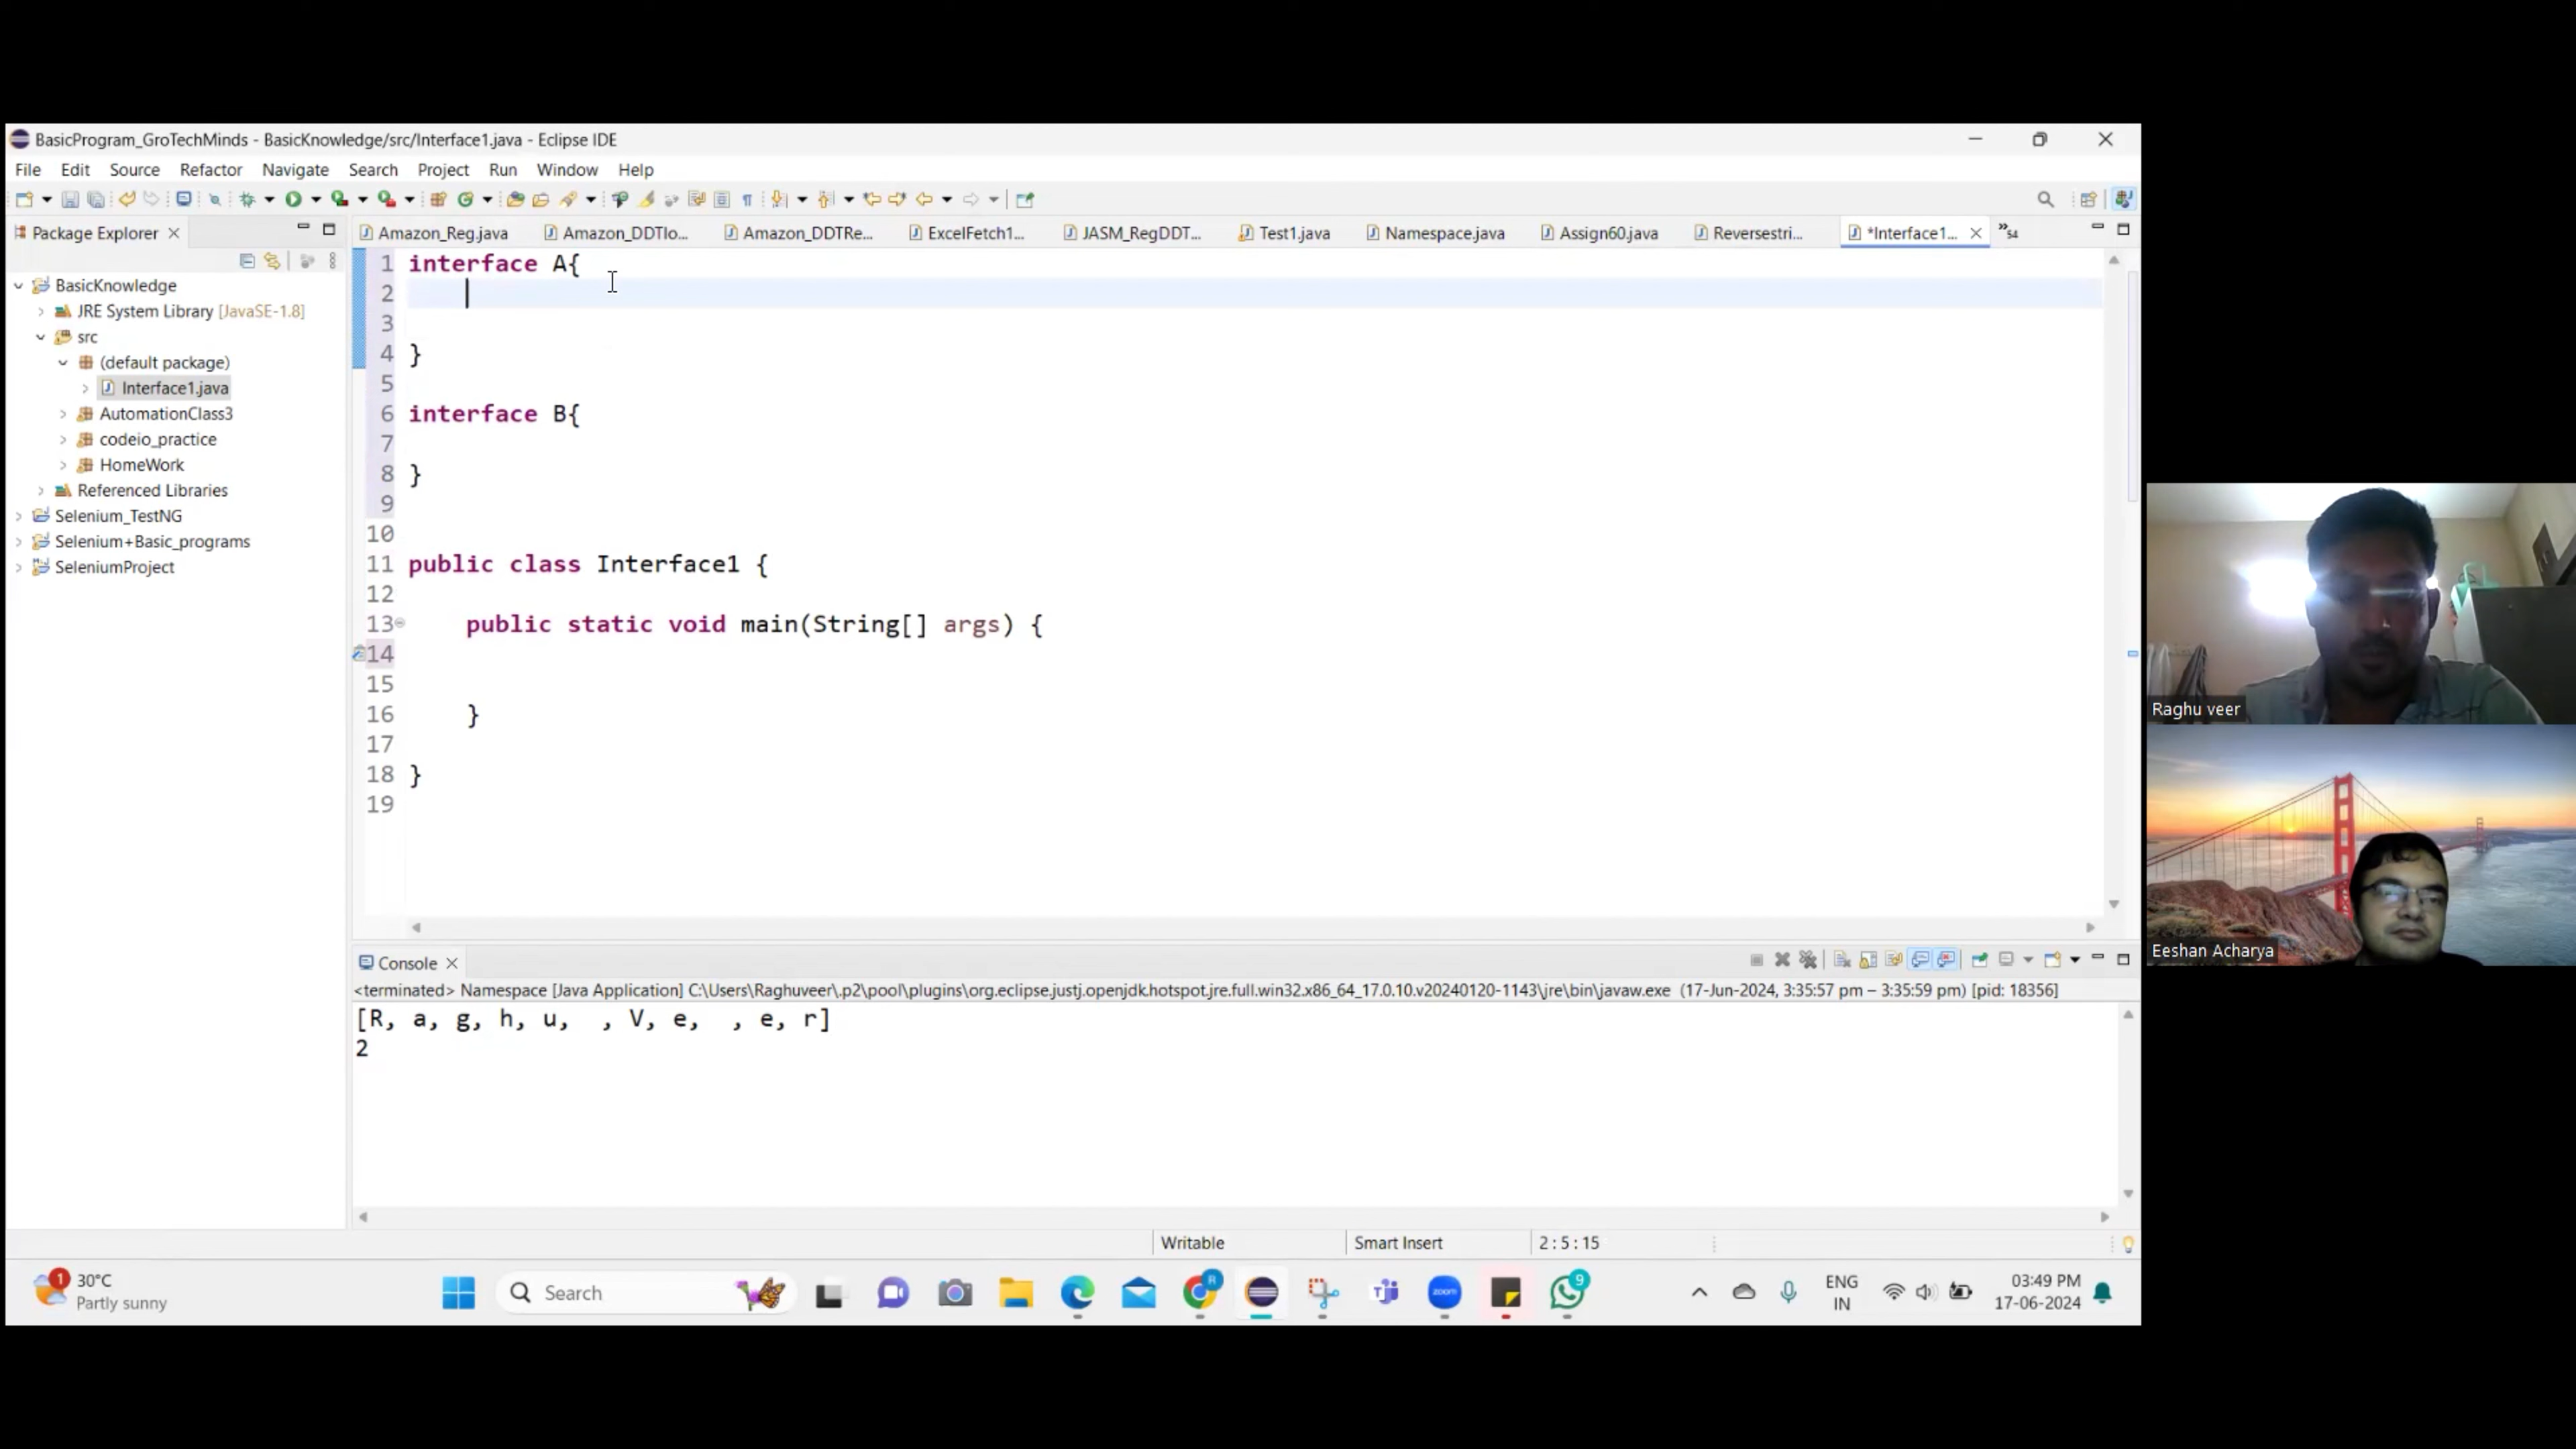 BasicProgram_GroTechMinds - BasicKnowledge/src/Interface1.java - Eclipse IDE
File Edit Source Refactor Navigate Search Project Run Window Help
Package Explorer
Amazon_Reg.java Amazon_DDTlo... Amazon_DDTRe... ExcelFetch1... JASM_RegDDT... Test1.java Namespace.java Assign60.java Reversestri... *Interface1... »54
BasicKnowledge
JRE System Library [JavaSE-1.8]
src
(default package)
Interface1.java
AutomationClass3
codeio_practice
HomeWork
Referenced Libraries
Selenium_TestNG
Selenium+Basic_programs
SeleniumProject
1 interface A{
2
3
4 }
5
6 interface B{
7
8 }
9
10
11 public class Interface1 {
12
13 public static void main(String[] args) {
14
15
16 }
17
18 }
19
Raghu veer
Eeshan Acharya
Console
<terminated> Namespace [Java Application] C:\Users\Raghuveer\.p2\pool\plugins\org.eclipse.justj.openjdk.hotspot.jre.full.win32.x86_64_17.0.10.v20240120-1143\jre\bin\javaw.exe (17-Jun-2024, 3:35:57 pm – 3:35:59 pm) [pid: 18356]
[R, a, g, h, u,  , V, e,  , e, r]
2
Writable Smart Insert 2 : 5 : 15
1 30°C
Partly sunny
Search
R
zoom
9
ENG
IN
03:49 PM
17-06-2024